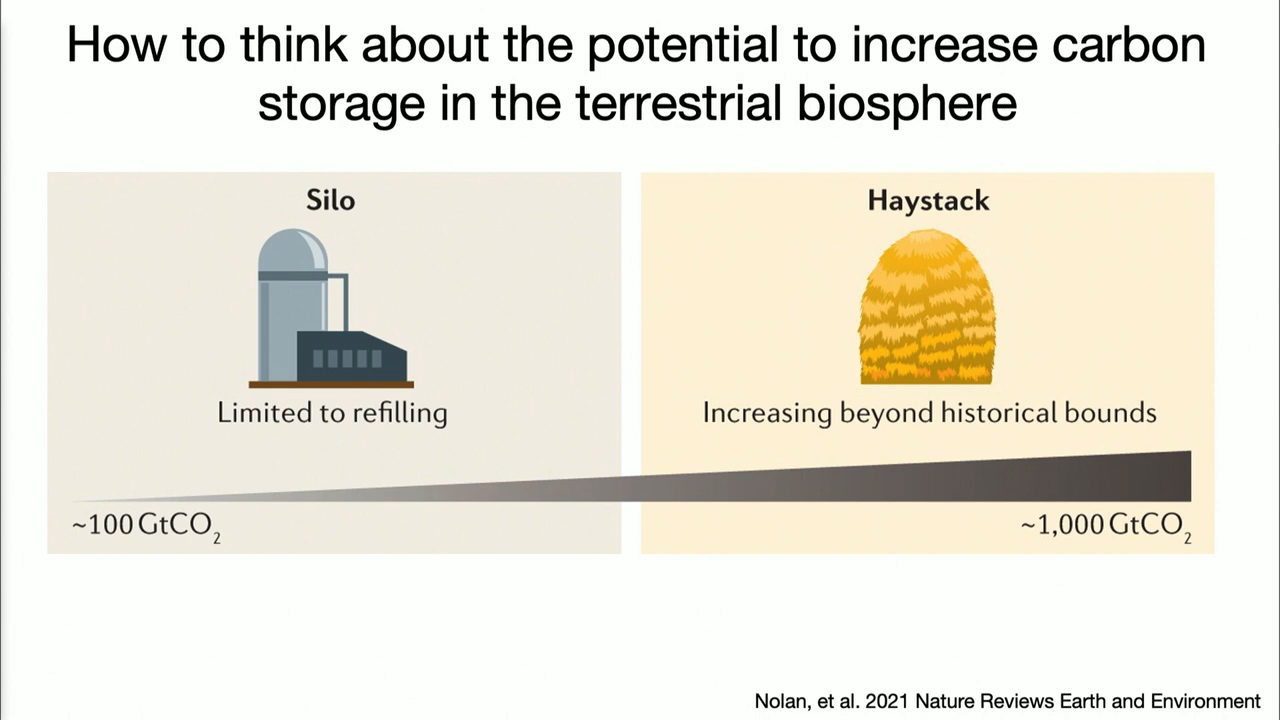 How to think about the potential to increase carbon
storage in the terrestrial biosphere
Silo
Haystack
Limited to refilling
Increasing beyond historical bounds
~100 GtCO₂
~1,000 GtCO₂
Nolan, et al. 2021 Nature Reviews Earth and Environment